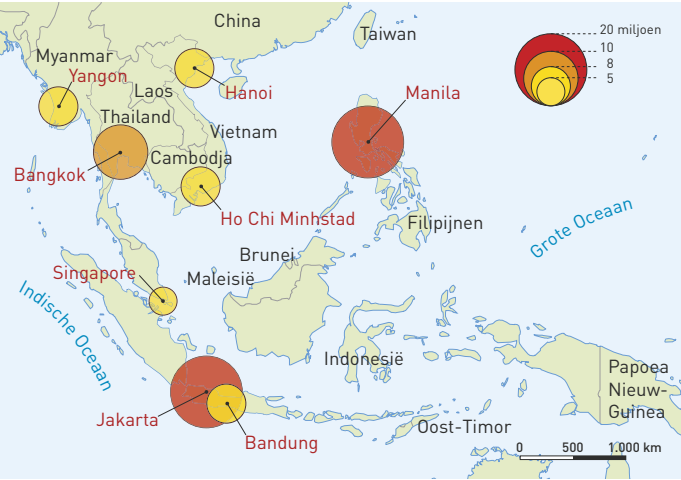 China
Taiwan
20 miljoen
10
8
5
Myanmar
Yangon
Laos
Hanoi
Manila
Thailand
Vietnam
Cambodja
Bangkok
Ho Chi Minhstad
Filipijnen
Grote Oceaan
Brunei
Singapore
Maleisië
Indische Oceaan
Indonesië
Papoea
Nieuw-
Guinea
Jakarta
Bandung
Oost-Timor
0 500 1.000 km